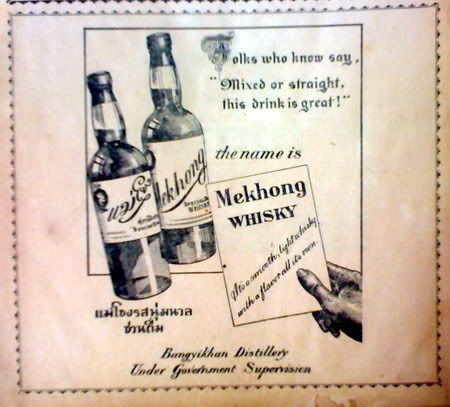 Folks who know say,
"Mixed or straight,
this drink is great!"
the name is
Mekhong
WHISKY
It is a smooth, light whisky
with a flavor all its own.
Mekhong
WHISKY
แม่โขงรสนุ่มนวล
ชวนดื่ม
Bangyikhan Distillery
Under Government Supervision